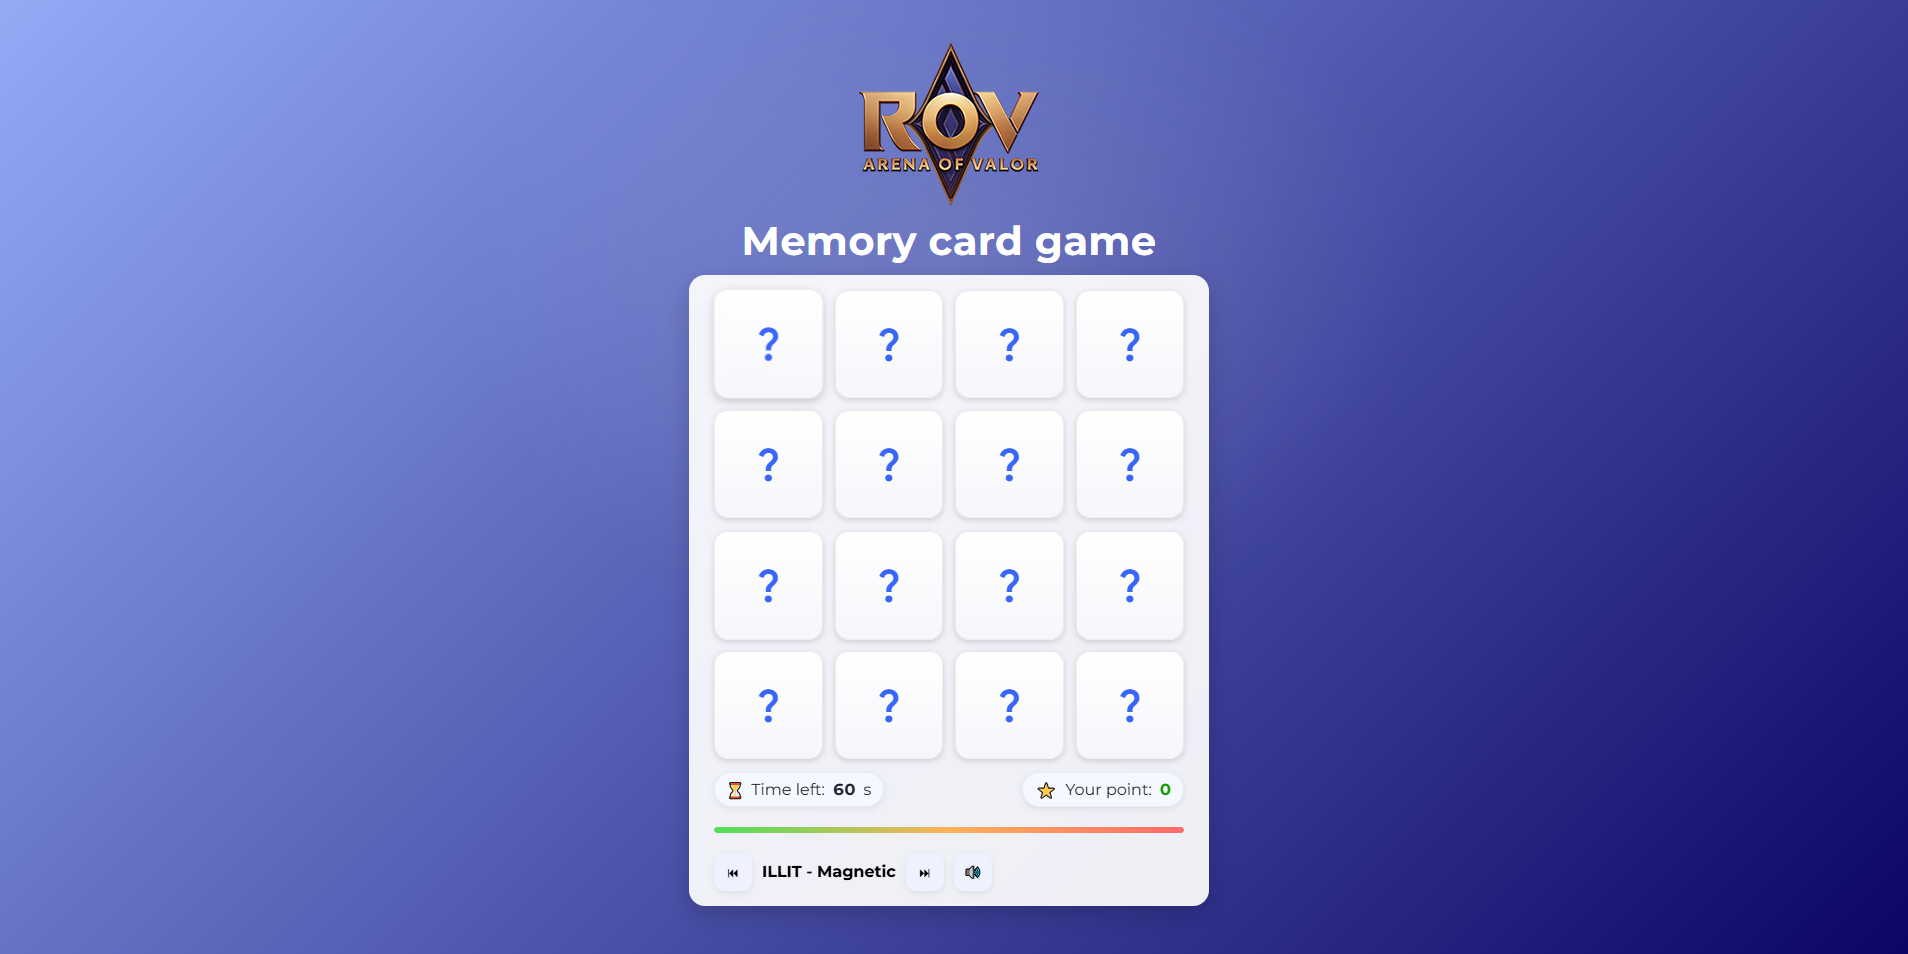 ROV
ARENA OF VALOR
Memory card game
? ? ? ?
? ? ? ?
? ? ? ?
? ? ? ?
Time left: 60 s
Your point: 0
ILLIT - Magnetic